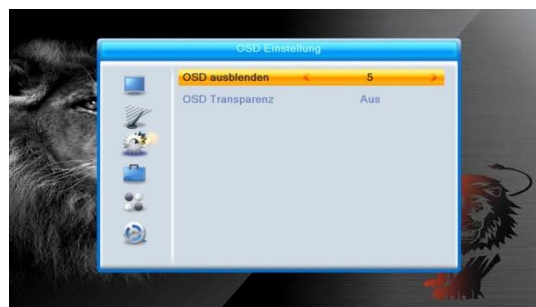 OSD Einstellung
OSD ausblenden < 5 >
OSD Transparenz Aus